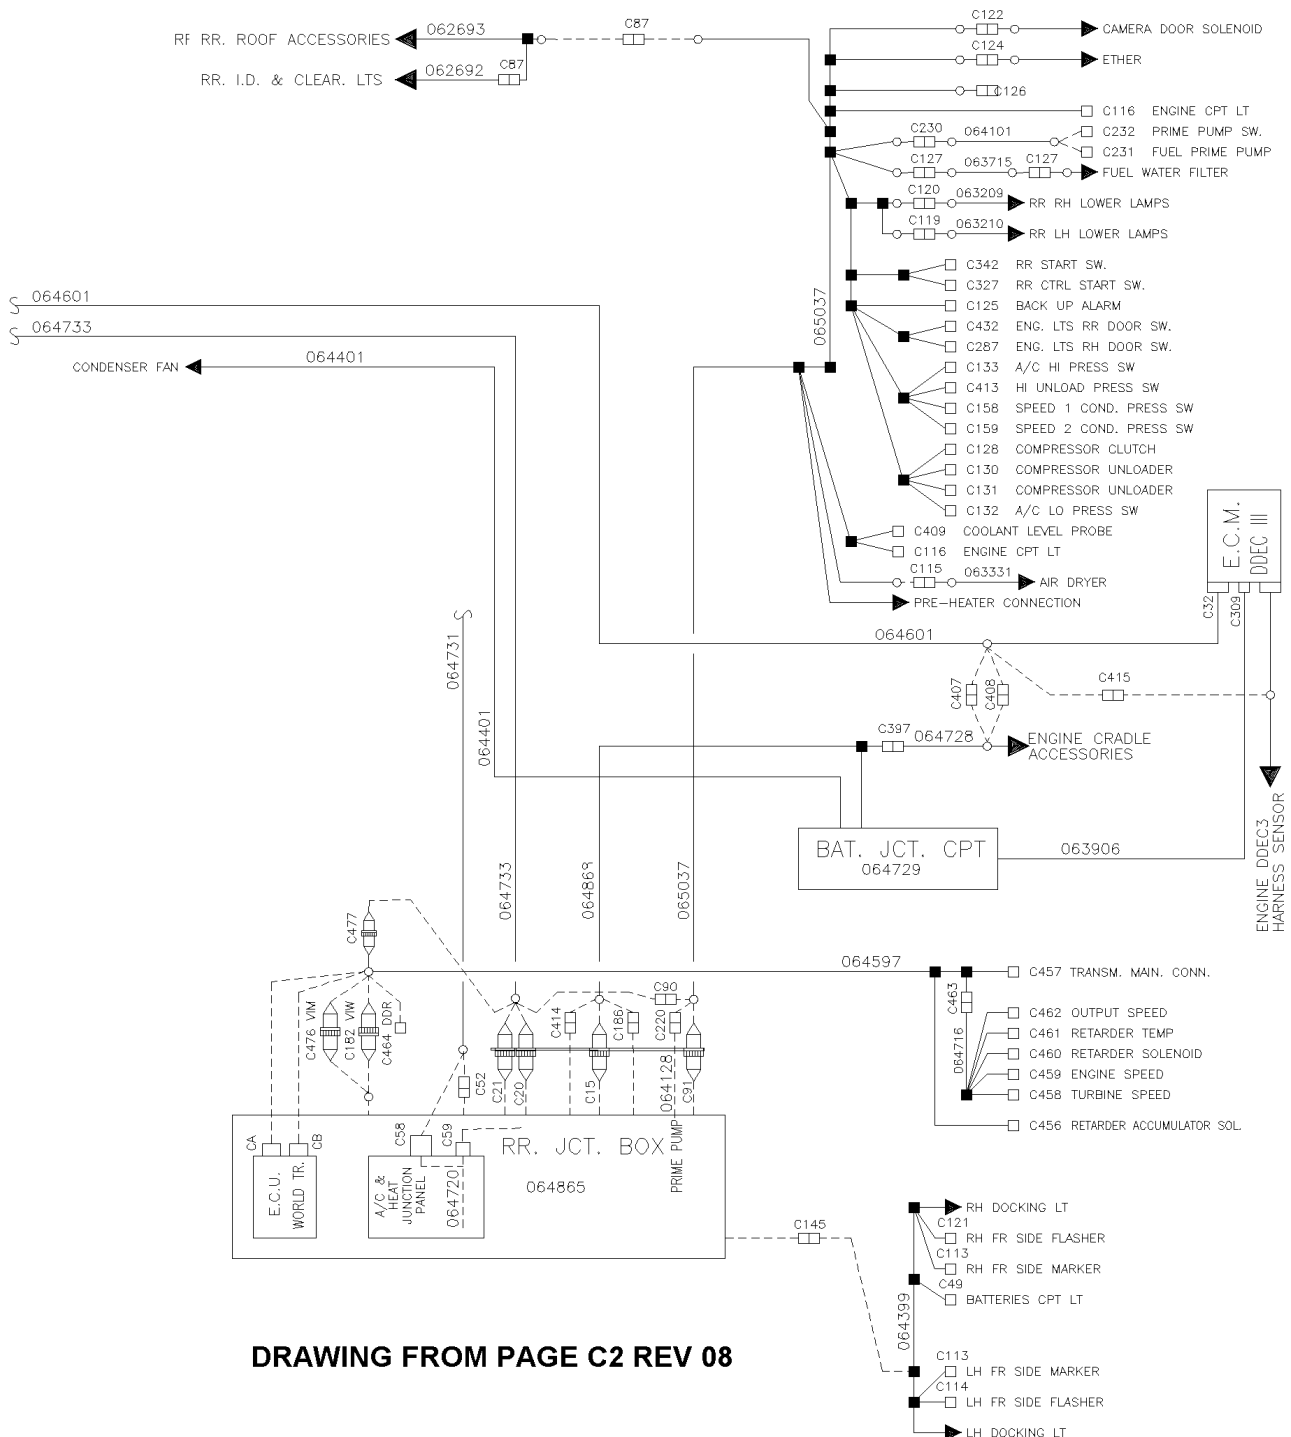 C122
CAMERA DOOR SOLENOID
062693
C87
RR. ROOF ACCESSORIES
C124
ETHER
C87
062692
RR. I.D. & CLEAR. LTS
C126
C116 ENGINE CPT LT
C230
064101
C232 PRIME PUMP SW.
C231 FUEL PRIME PUMP
C127
063715
C127
FUEL WATER FILTER
C120
063209
RR RH LOWER LAMPS
C119
063210
RR LH LOWER LAMPS
C342 RR START SW.
C327 RR CTRL START SW.
064601
C125 BACK UP ALARM
064733
065037
C432 ENG. LTS RR DOOR SW.
C287 ENG. LTS RH DOOR SW.
064401
CONDENSER FAN
C133 A/C HI PRESS SW
C413 HI UNLOAD PRESS SW
C158 SPEED 1 COND. PRESS SW
C159 SPEED 2 COND. PRESS SW
C128 COMPRESSOR CLUTCH
C130 COMPRESSOR UNLOADER
C131 COMPRESSOR UNLOADER
C132 A/C LO PRESS SW
E.C.M.
DDEC III
C409 COOLANT LEVEL PROBE
C116 ENGINE CPT LT
C115
063331
AIR DRYER
PRE-HEATER CONNECTION
C32
C309
064601
064731
C407
C408
C415
064401
C397
064728
ENGINE CRADLE
ACCESSORIES
BAT. JCT. CPT
064729
063906
ENGINE DDEC3
HARNESS SENSOR
064733
065037
C477
064597
C457 TRANSM. MAIN. CONN.
C463
C90
C476 VIM
C182 VIW
C464 DDR
C414
C186
C220
C462 OUTPUT SPEED
C461 RETARDER TEMP
064716
C460 RETARDER SOLENOID
C459 ENGINE SPEED
C458 TURBINE SPEED
C52
C21
C20
C15
064128
C91
C456 RETARDER ACCUMULATOR SOL.
CA
CB
C58
C59
RR. JCT. BOX
PRIME PUMP
E.C.U.
WORLD TR.
A/C &
HEAT
JUNCTION
PANEL
064720
064865
C145
RH DOCKING LT
C121
RH FR SIDE FLASHER
C113
RH FR SIDE MARKER
C49
BATTERIES CPT LT
064399
C113
LH FR SIDE MARKER
C114
LH FR SIDE FLASHER
LH DOCKING LT
DRAWING FROM PAGE C2 REV 08